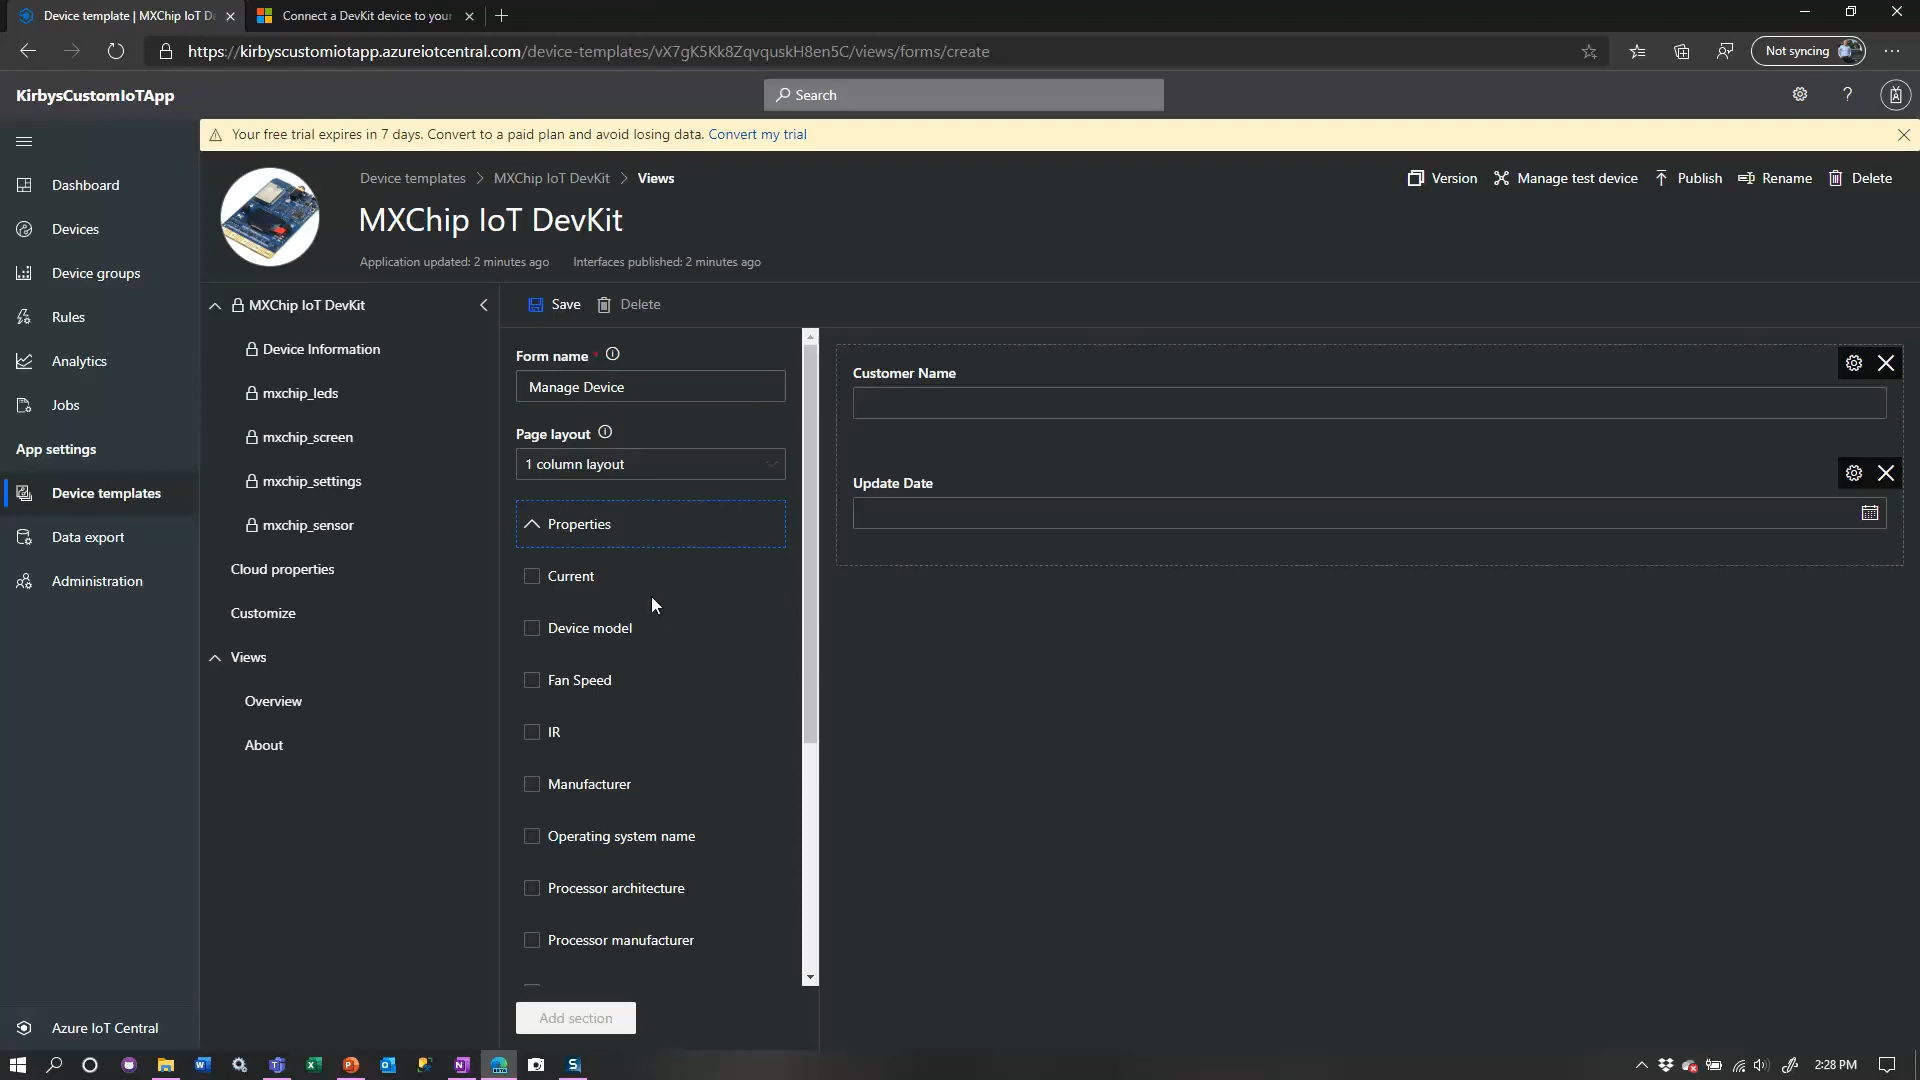 Device template | MXChip IoT D
Connect a DevKit device to your
https://kirbyscustomiotapp.azureiotcentral.com/device-templates/vX7gK5Kk8ZqvquskH8en5C/views/forms/create
Not syncing
KirbysCustomIoTApp
Search
Your free trial expires in 7 days. Convert to a paid plan and avoid losing data. Convert my trial
Dashboard
Devices
Device groups
Rules
Analytics
Jobs
App settings
Device templates
Data export
Administration
Azure IoT Central
Device templates > MXChip IoT DevKit > Views
MXChip IoT DevKit
Application updated: 2 minutes ago Interfaces published: 2 minutes ago
Version Manage test device Publish Rename Delete
MXChip IoT DevKit
Device Information
mxchip_leds
mxchip_screen
mxchip_settings
mxchip_sensor
Cloud properties
Customize
Views
Overview
About
Save Delete
Form name *
Manage Device
Page layout
1 column layout
Properties
Current
Device model
Fan Speed
IR
Manufacturer
Operating system name
Processor architecture
Processor manufacturer
Add section
Customer Name
Update Date
2:28 PM